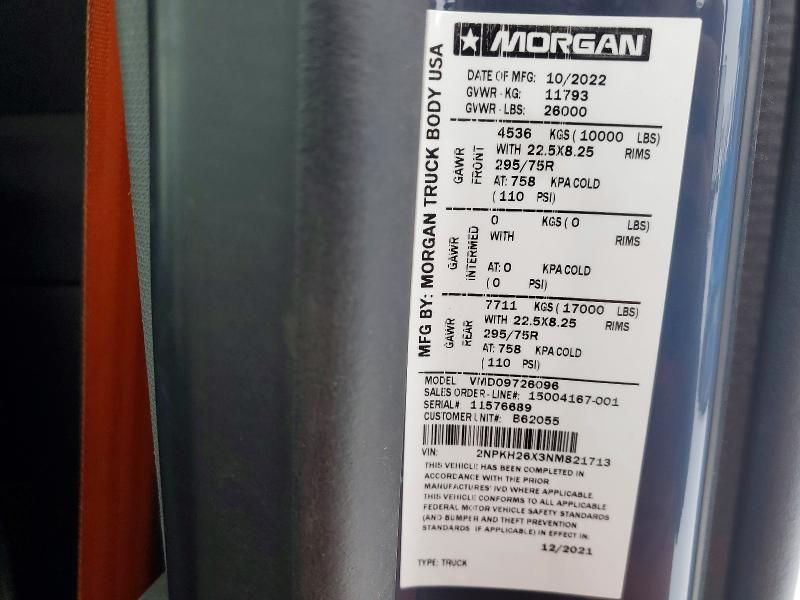 MORGAN
MFG BY: MORGAN TRUCK BODY USA
DATE OF MFG: 10/2022
GVWR - KG: 11793
GVWR - LBS: 26000
GAWR FRONT
4536 KGS ( 10000 LBS)
WITH 22.5X8.25 RIMS
295/75R
AT: 758 KPA COLD
( 110 PSI)
GAWR INTERMED
0 KGS ( 0 LBS)
WITH RIMS
AT: 0 KPA COLD
( 0 PSI)
GAWR REAR
7711 KGS ( 17000 LBS)
WITH 22.5X8.25 RIMS
295/75R
AT: 758 KPA COLD
( 110 PSI)
MODEL VMD09726096
SALES ORDER - LINE#: 15004167-001
SERIAL# 11576689
CUSTOMER UNIT#: B62055
VIN: 2NPKH26X3NM821713
THIS VEHICLE HAS BEEN COMPLETED IN
ACCORDANCE WITH THE PRIOR
MANUFACTURES' IVD WHERE APPLICABLE.
THIS VEHICLE CONFORMS TO ALL APPLICABLE
FEDERAL MOTOR VEHICLE SAFETY STANDARDS
(AND BUMPER AND THEFT PREVENTION
STANDARDS, IF APPLICABLE) IN EFFECT IN:
12/2021
TYPE: TRUCK